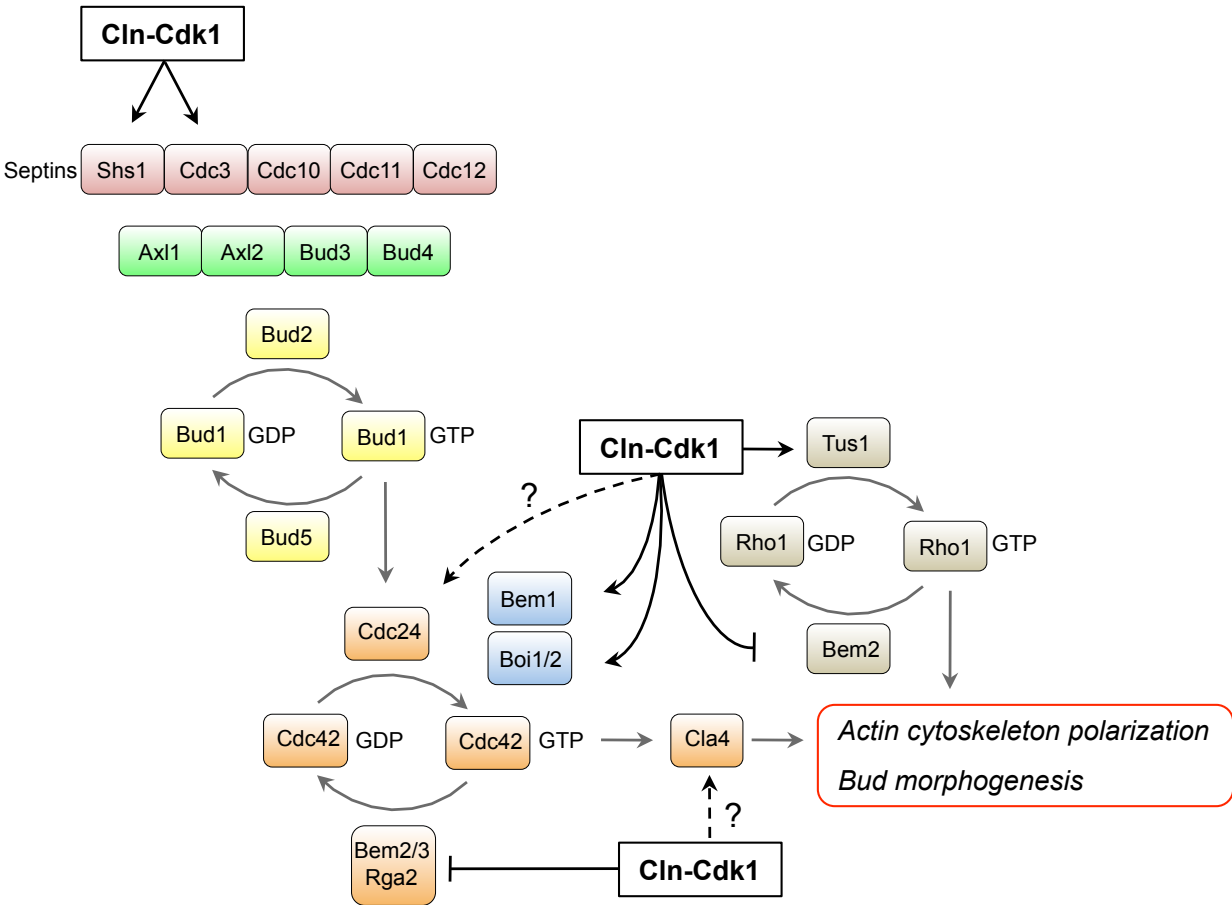 Cln-Cdk1
Septins Shs1 Cdc3 Cdc10 Cdc11 Cdc12
Axl1 Axl2 Bud3 Bud4
Bud2
Bud1 GDP Bud1 GTP
Bud5
Cln-Cdk1
Tus1
?
Rho1 GDP Rho1 GTP
Bem2
Bem1
Boi1/2
Cdc24
Cdc42 GDP Cdc42 GTP
Cla4
Actin cytoskeleton polarization
Bud morphogenesis
?
Bem2/3
Rga2
Cln-Cdk1